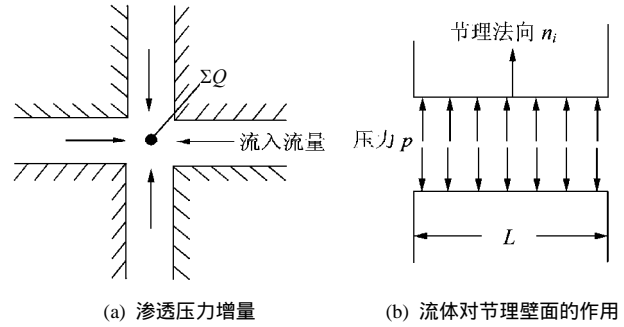 ΣQ
流入流量
(a) 渗透压力增量
节理法向 nᵢ
压力 p
L
(b) 流体对节理壁面的作用